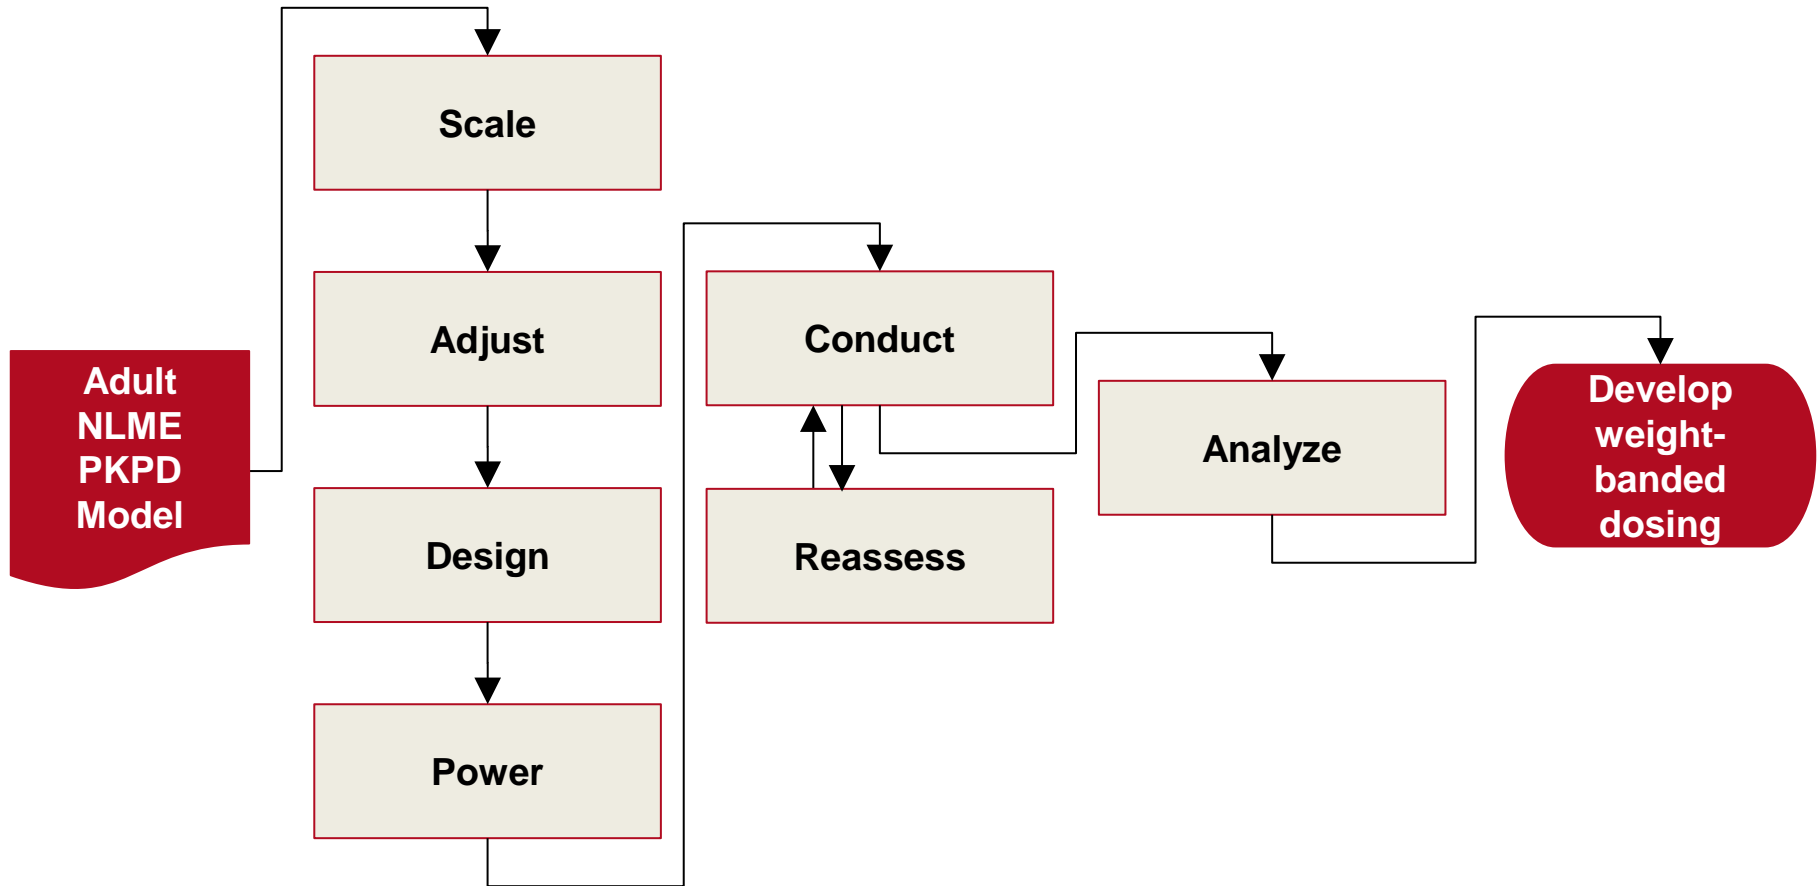 Adult
NLME
PKPD
Model
Scale
Adjust
Design
Power
Conduct
Reassess
Analyze
Develop
weight-
banded
dosing